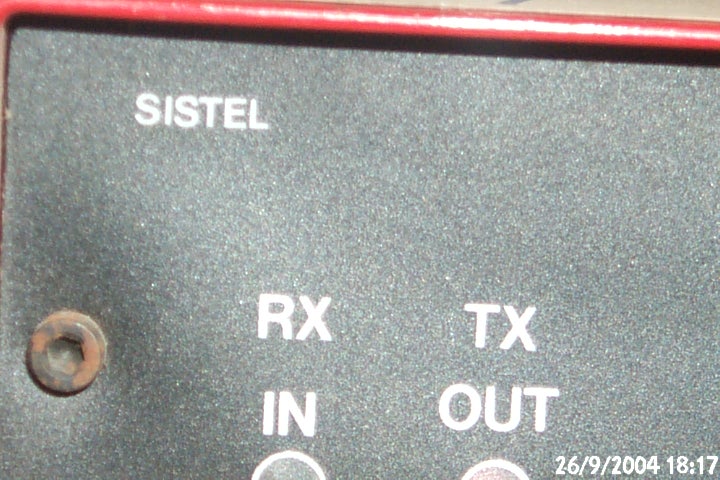 SISTEL
RX TX
IN OUT
26/9/2004 18:17